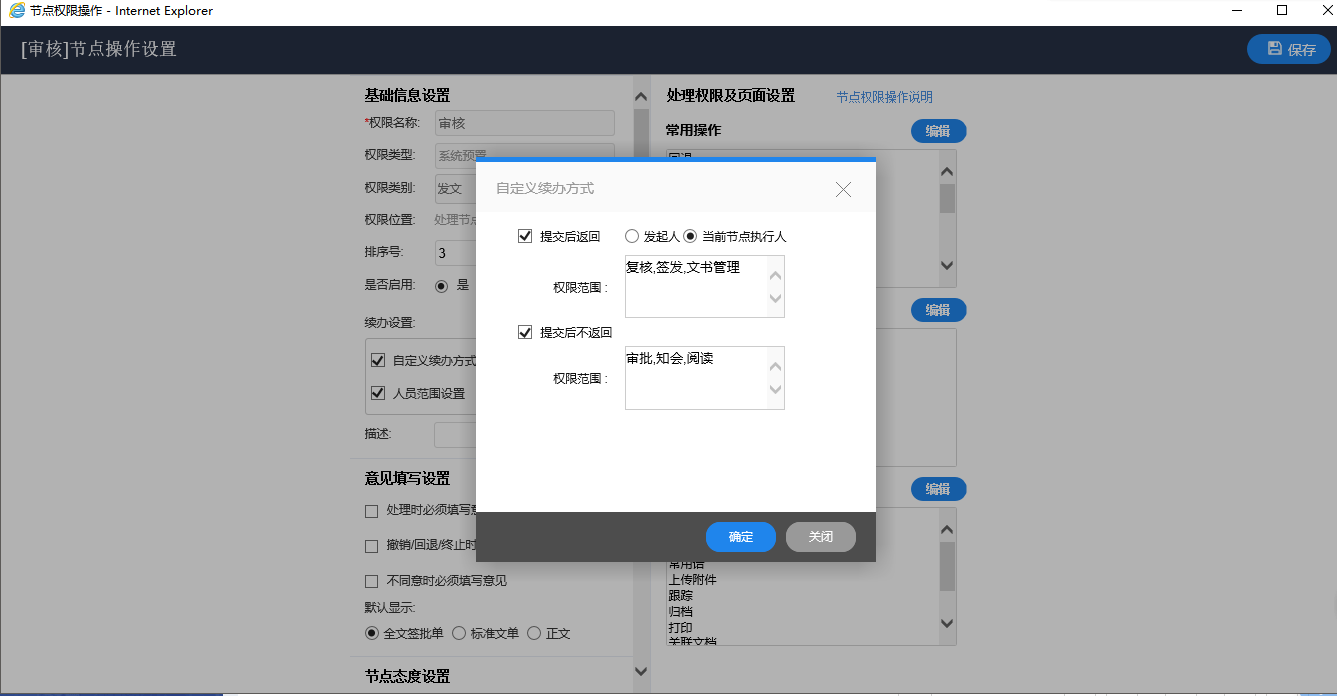 节点权限操作 - Internet Explorer
[审核]节点操作设置
保存
基础信息设置
*权限名称: 审核
权限类型: 系统预置
权限类别: 发文
权限位置: 处理节点
排序号: 3
是否启用: 是
续办设置:
自定义续办方式
人员范围设置
描述:
意见填写设置
处理时必须填写意
撤销/回退/终止时
不同意时必须填写意见
默认显示:
全文签批单 标准文单 正文
节点态度设置
处理权限及页面设置 节点权限操作说明
常用操作 编辑
回退
编辑
编辑
常用语
上传附件
跟踪
归档
打印
关联文档
自定义续办方式
提交后返回 发起人 当前节点执行人
权限范围: 复核,签发,文书管理
提交后不返回
权限范围: 审批,知会,阅读
确定 关闭